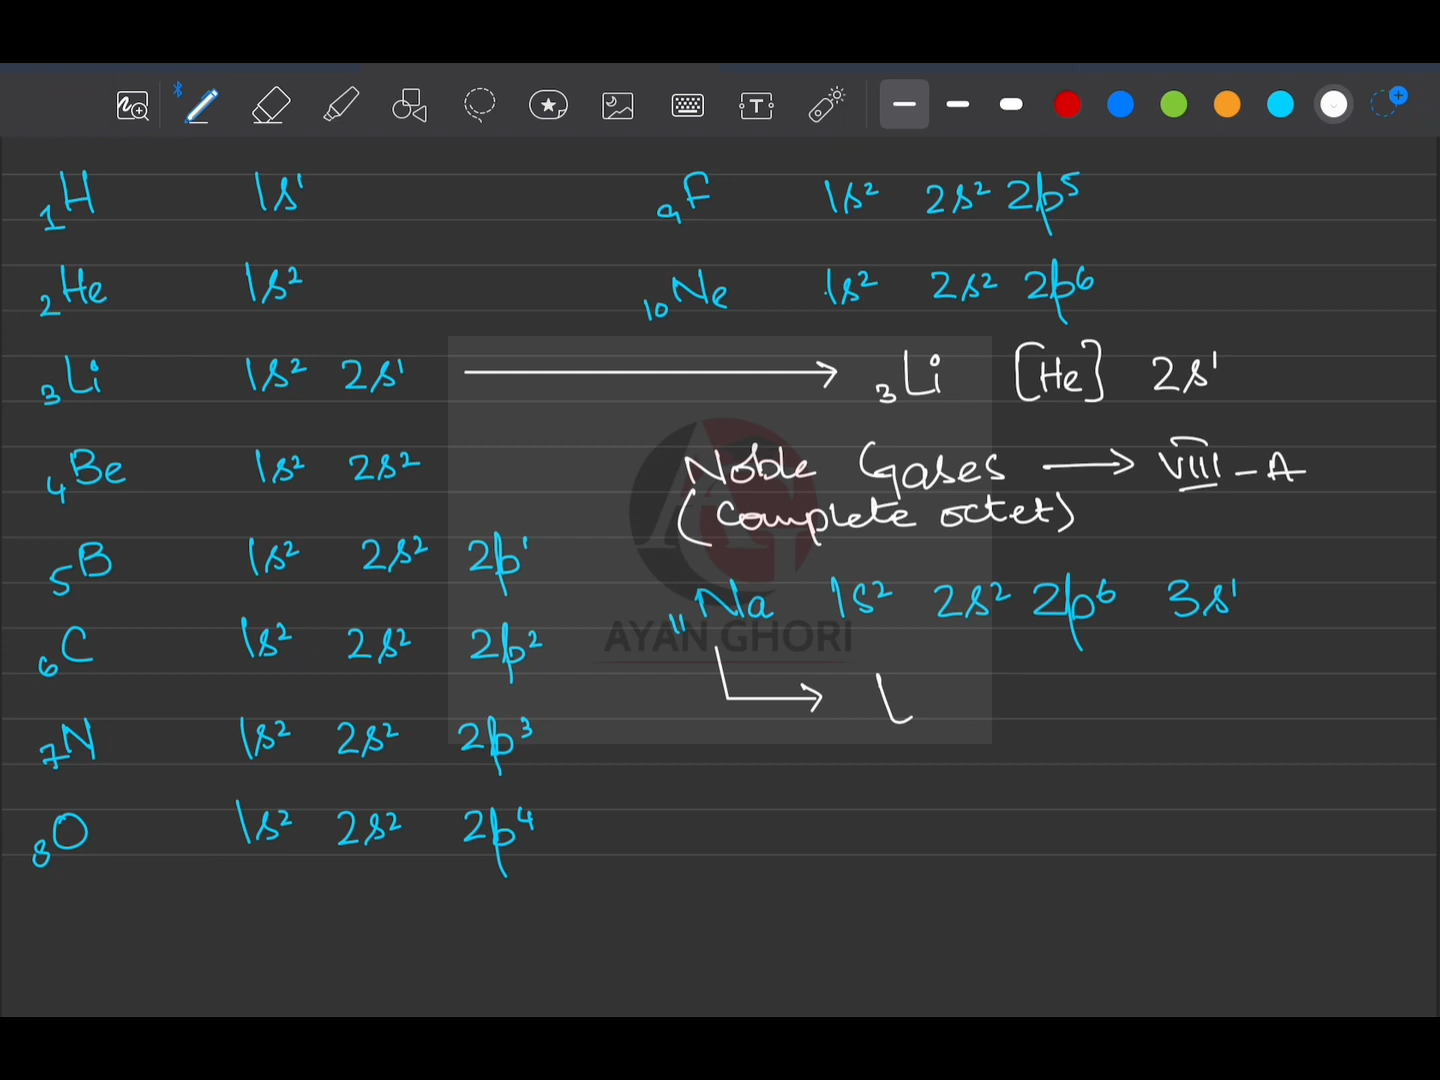 ₁H 1s¹
₂He 1s²
₃Li 1s² 2s¹ ⟶ ₃Li [He] 2s¹
₄Be 1s² 2s²
₅B 1s² 2s² 2p¹
₆C 1s² 2s² 2p²
₇N 1s² 2s² 2p³
₈O 1s² 2s² 2p⁴
₉F 1s² 2s² 2p⁵
₁₀Ne 1s² 2s² 2p⁶
Noble Gases ⟶ VIII-A
(Complete octet)
₁₁Na 1s² 2s² 2p⁶ 3s¹
AYAN GHORI